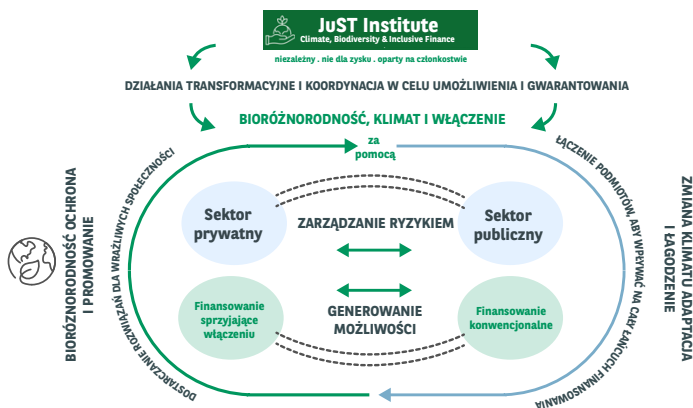 JuST Institute
Climate, Biodiversity & Inclusive Finance
niezależny . nie dla zysku . oparty na członkostwie
DZIAŁANIA TRANSFORMACYJNE I KOORDYNACJA W CELU UMOŻLIWIENIA I GWARANTOWANIA
BIORÓŻNORODNOŚĆ, KLIMAT I WŁĄCZENIE
za
pomocą
BIORÓŻNORODNOŚĆ OCHRONA
I PROMOWANIE
DOSTARCZANIE ROZWIĄZAŃ DLA WRAŻLIWYCH SPOŁECZNOŚCI
Sektor
prywatny
ZARZĄDZANIE RYZYKIEM
Sektor
publiczny
Finansowanie
sprzyjające
włączeniu
GENEROWANIE
MOŻLIWOŚCI
Finansowanie
konwencjonalne
ŁĄCZENIE PODMIOTÓW, ABY WPŁYWAĆ NA CAŁY ŁAŃCUCH FINANSOWANIA
ZMIANA KLIMATU ADAPTACJA
I ŁAGODZENIE